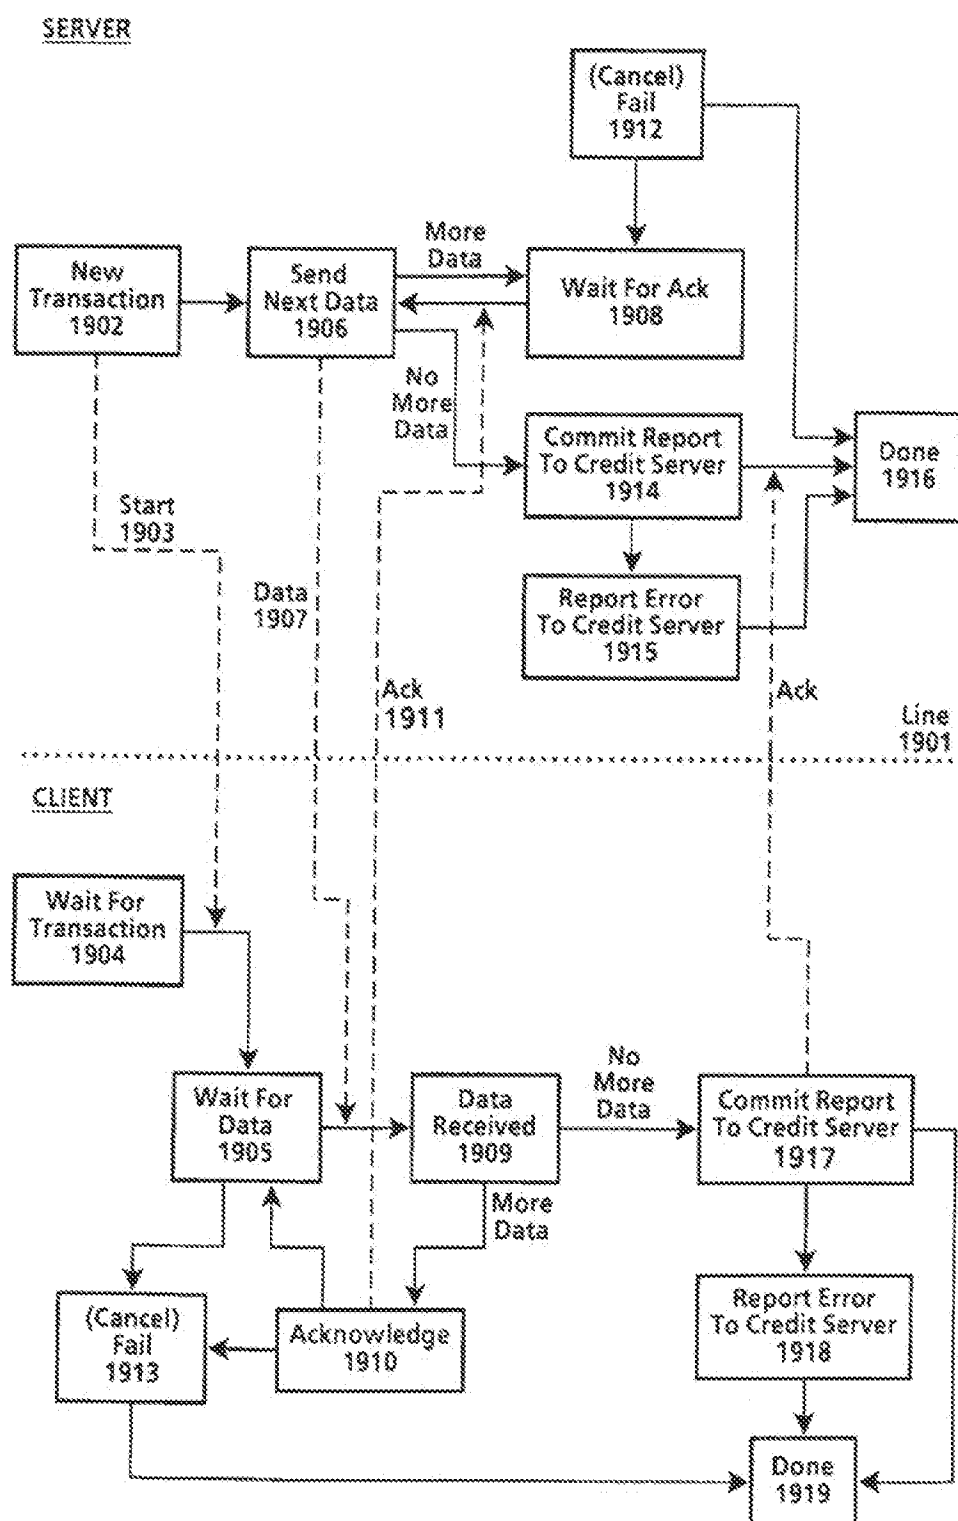 SERVER
(Cancel)
Fail
1912
New
Transaction
1902
Send
Next Data
1906
More
Data
Wait For Ack
1908
No
More
Data
Commit Report
To Credit Server
1914
Done
1916
Start
1903
Data
1907
Report Error
To Credit Server
1915
Ack
1911
Ack
Line
1901
CLIENT
Wait For
Transaction
1904
Wait For
Data
1905
Data
Received
1909
No
More
Data
Commit Report
To Credit Server
1917
More
Data
(Cancel)
Fail
1913
Acknowledge
1910
Report Error
To Credit Server
1918
Done
1919